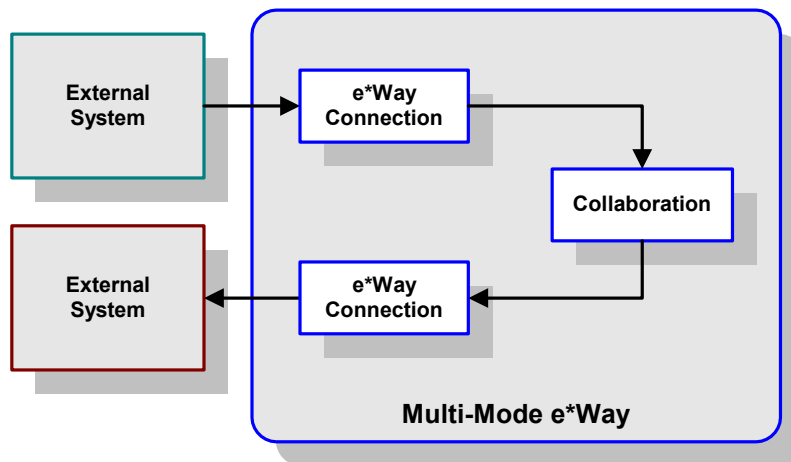 External
System
e*Way
Connection
Collaboration
External
System
e*Way
Connection
Multi-Mode e*Way